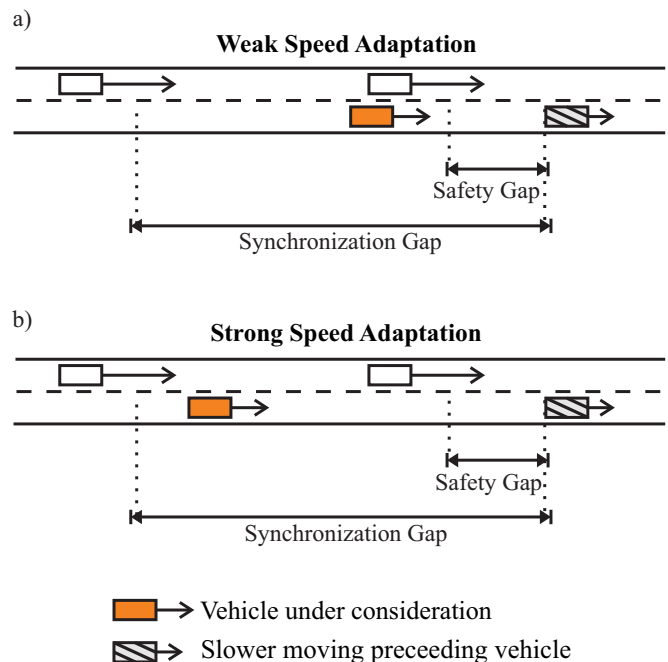 a)
Weak Speed Adaptation
Safety Gap
Synchronization Gap
b)
Strong Speed Adaptation
Safety Gap
Synchronization Gap
Vehicle under consideration
Slower moving preceeding vehicle